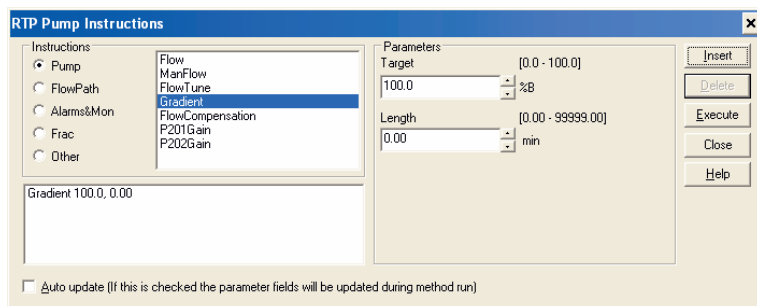 RTP Pump Instructions
Instructions
Pump
FlowPath
Alarms&Mon
Frac
Other
Flow
ManFlow
FlowTune
Gradient
FlowCompensation
P201Gain
P202Gain
Parameters
Target [0.0 - 100.0]
100.0 %B
Length [0.00 - 99999.00]
0.00 min
Insert
Delete
Execute
Close
Help
Gradient 100.0, 0.00
Auto update (If this is checked the parameter fields will be updated during method run)